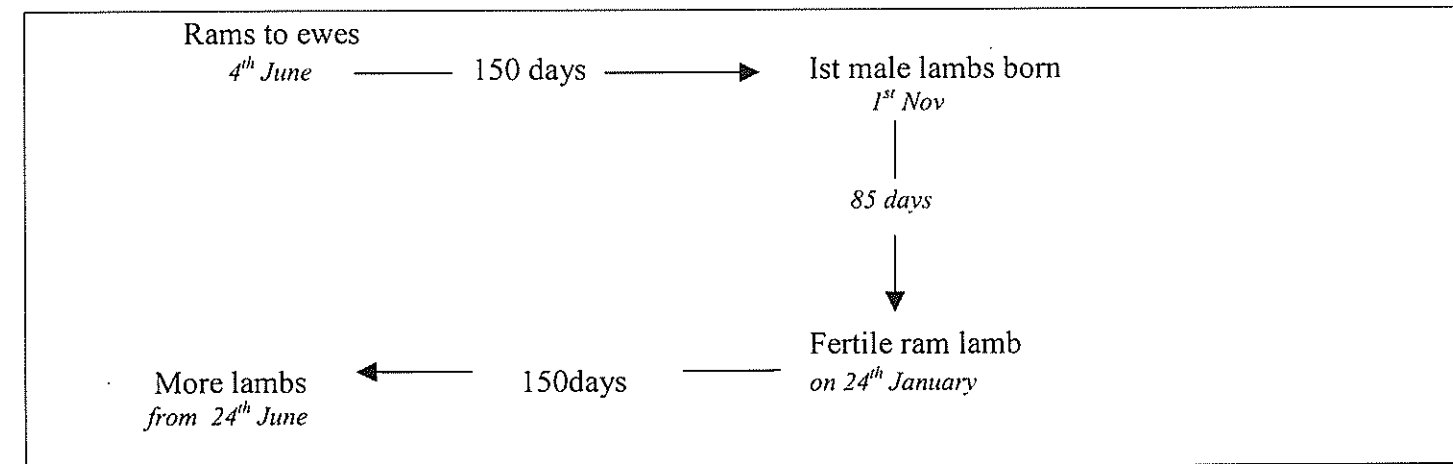 Rams to ewes
4th June 150 days Ist male lambs born
1st Nov
85 days
Fertile ram lamb
on 24th January
150days
More lambs
from 24th June